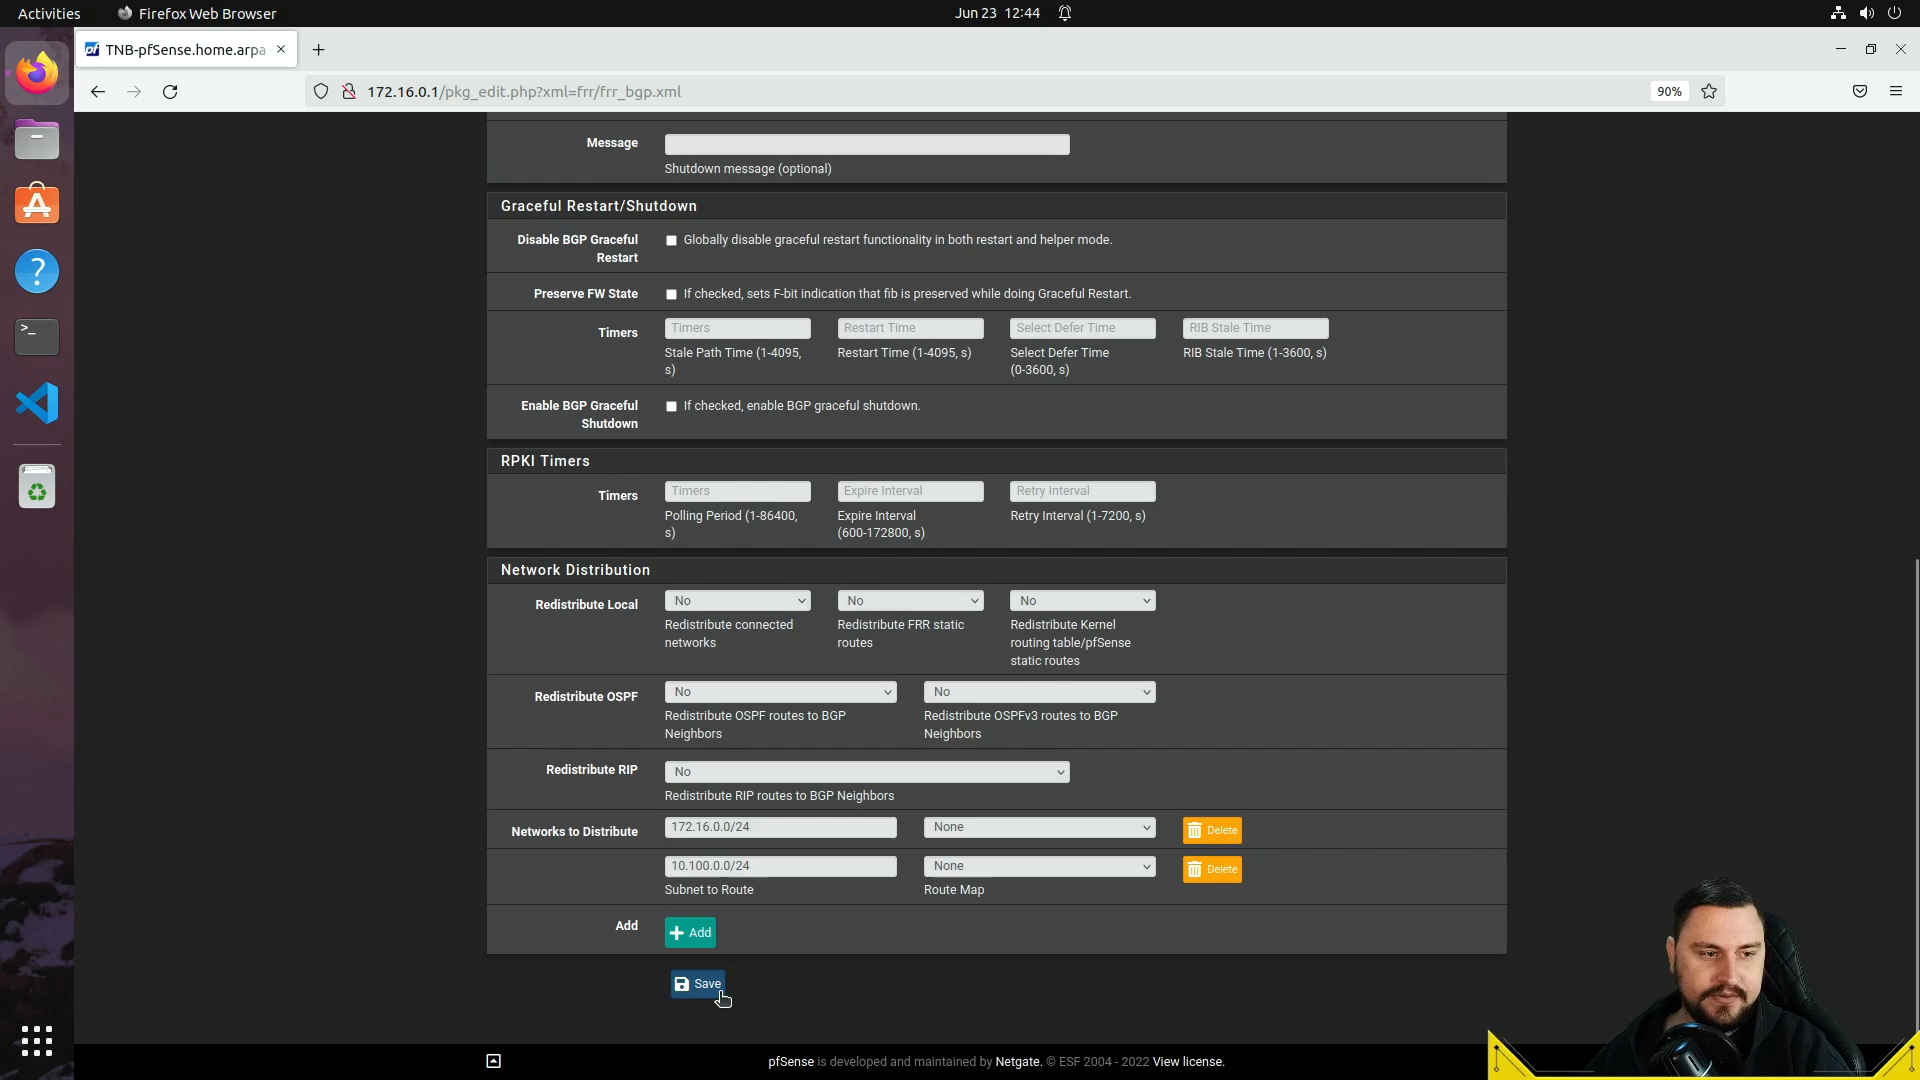 Activities
Firefox Web Browser
Jun 23 12:44
TNB-pfSense.home.arpa
172.16.0.1/pkg_edit.php?xml=frr/frr_bgp.xml
90%
Message
Shutdown message (optional)
Graceful Restart/Shutdown
Disable BGP Graceful
Restart
Globally disable graceful restart functionality in both restart and helper mode.
Preserve FW State
If checked, sets F-bit indication that fib is preserved while doing Graceful Restart.
Timers
Timers
Restart Time
Select Defer Time
RIB Stale Time
Stale Path Time (1-4095,
s)
Restart Time (1-4095, s)
Select Defer Time
(0-3600, s)
RIB Stale Time (1-3600, s)
Enable BGP Graceful
Shutdown
If checked, enable BGP graceful shutdown.
RPKI Timers
Timers
Timers
Expire Interval
Retry Interval
Polling Period (1-86400,
s)
Expire Interval
(600-172800, s)
Retry Interval (1-7200, s)
Network Distribution
Redistribute Local
No
No
No
Redistribute connected
networks
Redistribute FRR static
routes
Redistribute Kernel
routing table/pfSense
static routes
Redistribute OSPF
No
No
Redistribute OSPF routes to BGP
Neighbors
Redistribute OSPFv3 routes to BGP
Neighbors
Redistribute RIP
No
Redistribute RIP routes to BGP Neighbors
Networks to Distribute
172.16.0.0/24
None
Delete
10.100.0.0/24
None
Delete
Subnet to Route
Route Map
Add
Add
Save
pfSense is developed and maintained by Netgate. © ESF 2004 - 2022 View license.